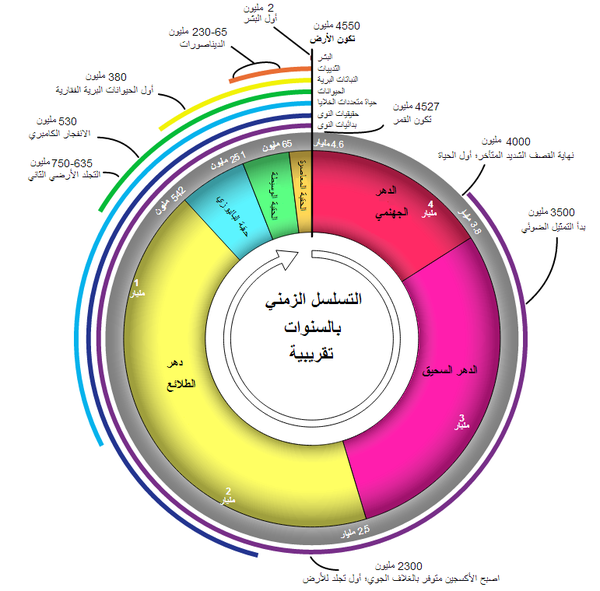 2 مليون
أول البشر
4550 مليون
تكون الأرض
230-65 مليون
الديناصورات
البشر
الثدييات
النباتات البرية
الحيوانات
حياة متعددات الخلايا
حقيقيات النوى
بدائيات النوى
380 مليون
أول الحيوانات البرية الفقارية
4527 مليون
تكون القمر
530 مليون
الانفجار الكامبري
4000 مليون
نهاية القصف الشديد المتأخر؛ أول الحياة
750-635 مليون
التجلد الأرضي الثاني
3500 مليون
بدأ التمثيل الضوئي
4.6 مليار
65 مليون
251 مليون
542 مليون
3.8 مليار
2.5
الحقبة المعاصرة
الحقبة الوسيطة
حقبة الباليوزي
الدهر
الجهنمي
4
مليار
الدهر السحيق
3
مليار
دهر
الطلائع
1
مليار
2
مليار
التسلسل الزمني
بالسنوات
تقريبية
2300 مليون
اصبح الأكسجين متوفر بالغلاف الجوي؛ أول تجلد للأرض